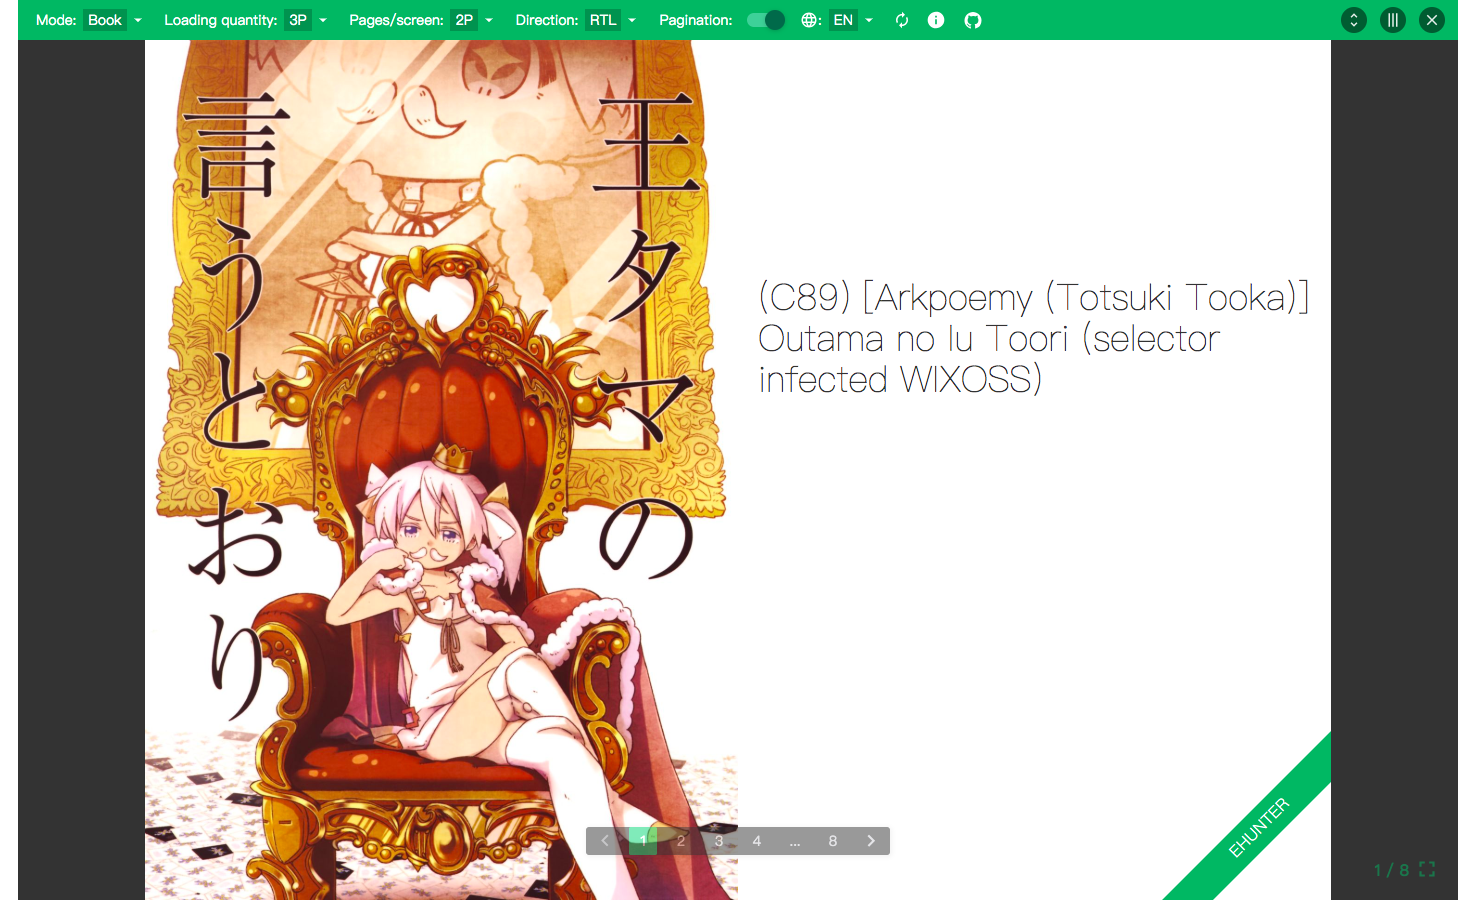 Mode: Book Loading quantity: 3P Pages/screen: 2P Direction: RTL Pagination: : EN
王タマの
言うとおり
(C89) [Arkpoemy (Totsuki Tooka)]
Outama no Iu Toori (selector
infected WIXOSS)
EHUNTER
1 2 3 4 ... 8
1 / 8